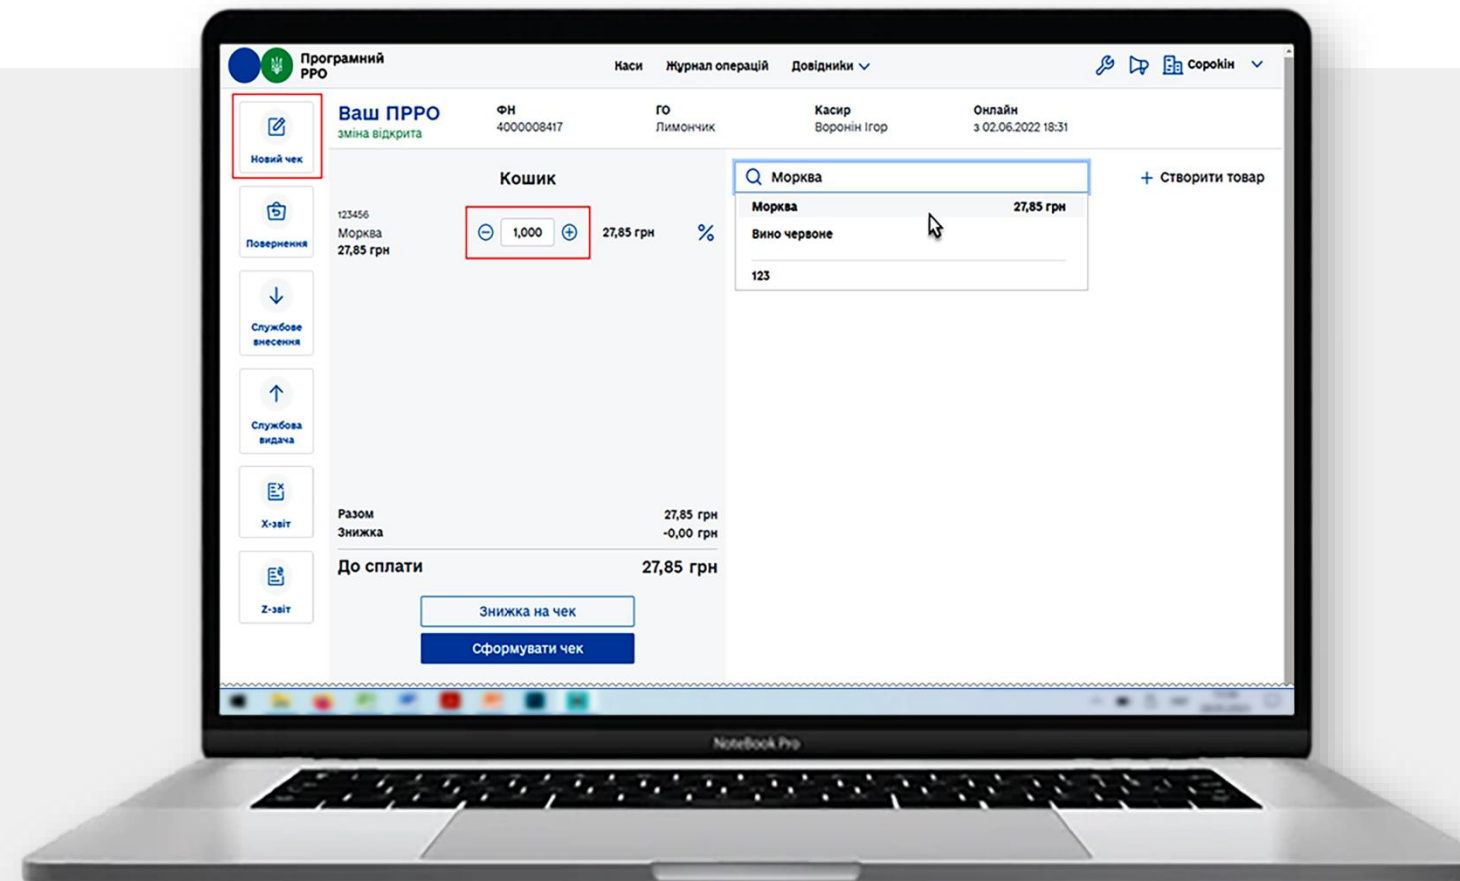 Програмний
РРО
Каси Журнал операцій Довідники
Сорокін
Новий чек
Повернення
Службове
внесення
Службова
видача
X-звіт
Z-звіт
Ваш ПРРО
зміна відкрита
ФН
4000008417
ГО
Лимончик
Касир
Воронін Ігор
Онлайн
з 02.06.2022 18:31
Кошик
123456
Морква
27,85 грн
1,000
27,85 грн
%
Разом 27,85 грн
Знижка -0,00 грн
До сплати 27,85 грн
Знижка на чек
Сформувати чек
Морква
Морква 27,85 грн
Вино червоне
123
+ Створити товар
NoteBook Pro